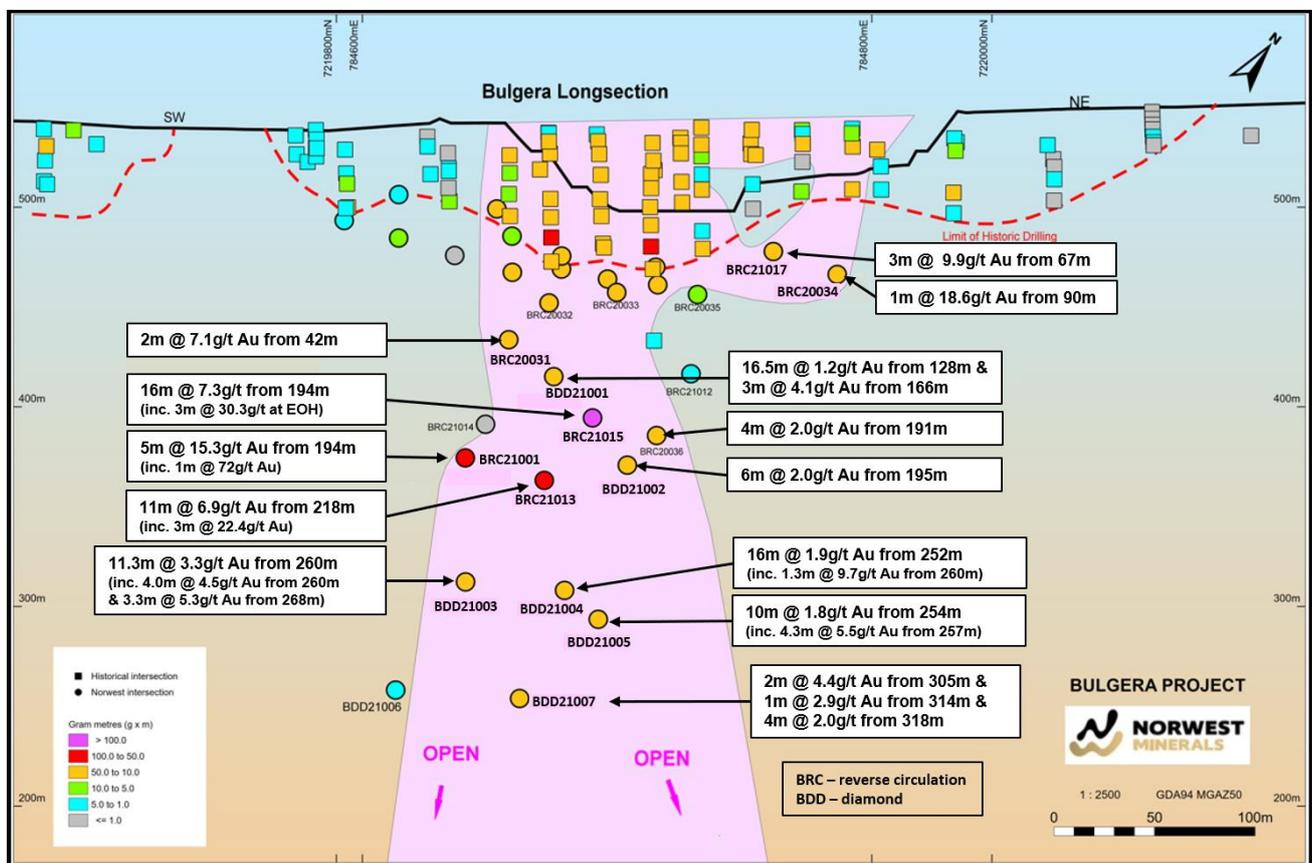 7219800mN
784600mE
784800mE
7220000mN
N
Bulgera Longsection
SW
NE
500m
500m
Limit of Historic Drilling
BRC21017
3m @ 9.9g/t Au from 67m
BRC20034
1m @ 18.6g/t Au from 90m
BRC20032
BRC20033
BRC20035
2m @ 7.1g/t Au from 42m
BRC20031
BDD21001
16.5m @ 1.2g/t Au from 128m &
3m @ 4.1g/t Au from 166m
BRC21012
400m
400m
16m @ 7.3g/t from 194m
(inc. 3m @ 30.3g/t at EOH)
BRC21014
BRC21015
4m @ 2.0g/t Au from 191m
BRC20036
5m @ 15.3g/t Au from 194m
(inc. 1m @ 72g/t Au)
BRC21001
BDD21002
6m @ 2.0g/t Au from 195m
11m @ 6.9g/t Au from 218m
(inc. 3m @ 22.4g/t Au)
BRC21013
11.3m @ 3.3g/t Au from 260m
(inc. 4.0m @ 4.5g/t Au from 260m
& 3.3m @ 5.3g/t Au from 268m)
BDD21003
BDD21004
16m @ 1.9g/t Au from 252m
(inc. 1.3m @ 9.7g/t Au from 260m)
300m
300m
BDD21005
10m @ 1.8g/t Au from 254m
(inc. 4.3m @ 5.5g/t Au from 257m)
BDD21006
BDD21007
2m @ 4.4g/t Au from 305m &
1m @ 2.9g/t Au from 314m &
4m @ 2.0g/t from 318m
Historical intersection
Norwest intersection
Gram metres (g x m)
> 100.0
100.0 to 50.0
50.0 to 10.0
10.0 to 5.0
5.0 to 1.0
<= 1.0
OPEN
OPEN
BRC – reverse circulation
BDD – diamond
BULGERA PROJECT
NORWEST
MINERALS
1 : 2500 GDA94 MGAZ50
0 50 100m
200m
200m